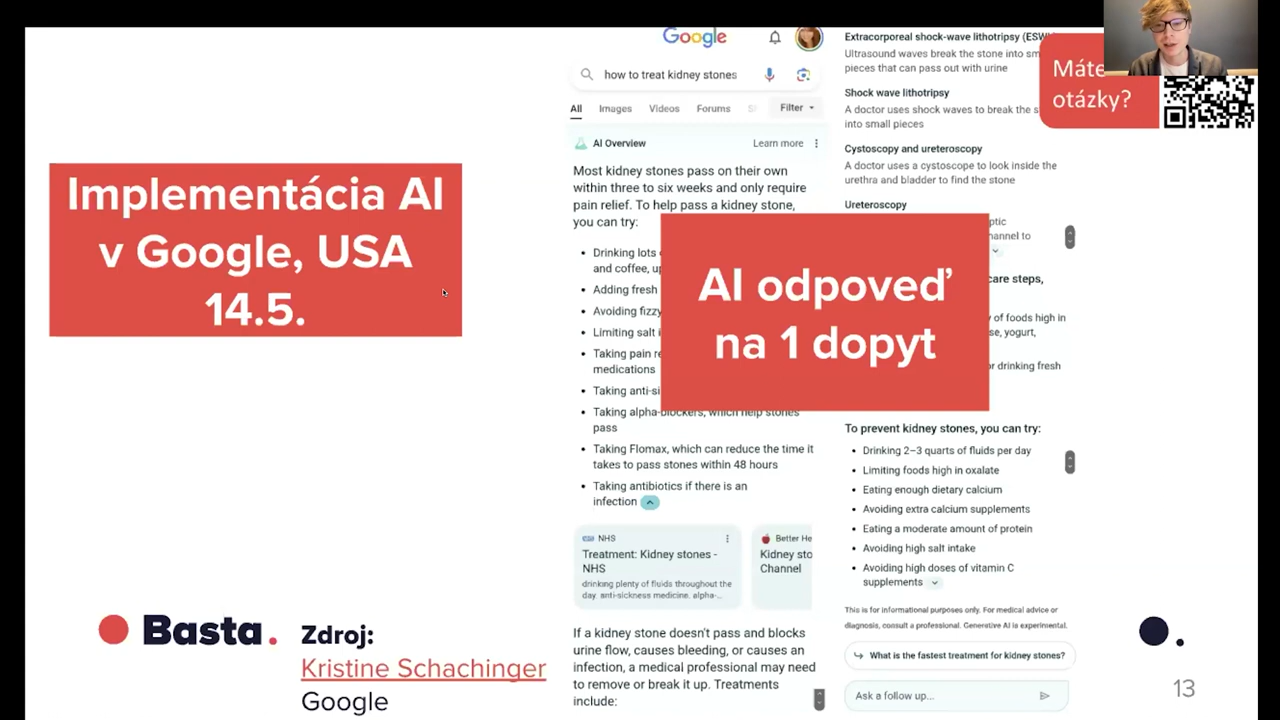 Implementácia AI
v Google, USA
14.5.
Google
how to treat kidney stones
All Images Videos Forums Filter
AI Overview Learn more
Most kidney stones pass on their own
within three to six weeks and only require
pain relief. To help pass a kidney stone,
you can try:
Drinking lots
and coffee,
Adding fresh
Avoiding fizzy
Limiting salt
Taking pain
medications
Taking
Taking alpha-blockers, which help stones
pass
Taking Flomax, which can reduce the time it
takes to pass stones within 48 hours
Taking antibiotics if there is an
infection
NHS
Treatment: Kidney stones -
NHS
drinking plenty of fluids throughout the
day. anti-sickness medicine. alpha-...
Better
Kidney
Channel
If a kidney stone doesn't pass and blocks
urine flow, causes bleeding, or causes an
infection, a medical professional may need
to remove or break it up. Treatments
include:
AI odpoveď
na 1 dopyt
Extracorporeal shock-wave lithotripsy
Ultrasound waves break the stone into
pieces that can pass out with urine
Shock wave lithotripsy
A doctor uses shock waves to break the
into small pieces
Cystoscopy and ureteroscopy
A doctor uses a cystoscope to look inside the
urethra and bladder to find the stone
Ureteroscopy
to
care steps,
of foods high in
yogurt,
drinking fresh
To prevent kidney stones, you can try:
Drinking 2–3 quarts of fluids per day
Limiting foods high in oxalate
Eating enough dietary calcium
Avoiding extra calcium supplements
Eating a moderate amount of protein
Avoiding high salt intake
Avoiding high doses of vitamin C
supplements
This is for informational purposes only. For medical advice or
diagnosis, consult a professional. Generative AI is experimental.
What is the fastest treatment for kidney stones?
Ask a follow up...
Máte
otázky?
Basta.
Zdroj:
Kristine Schachinger
Google
13